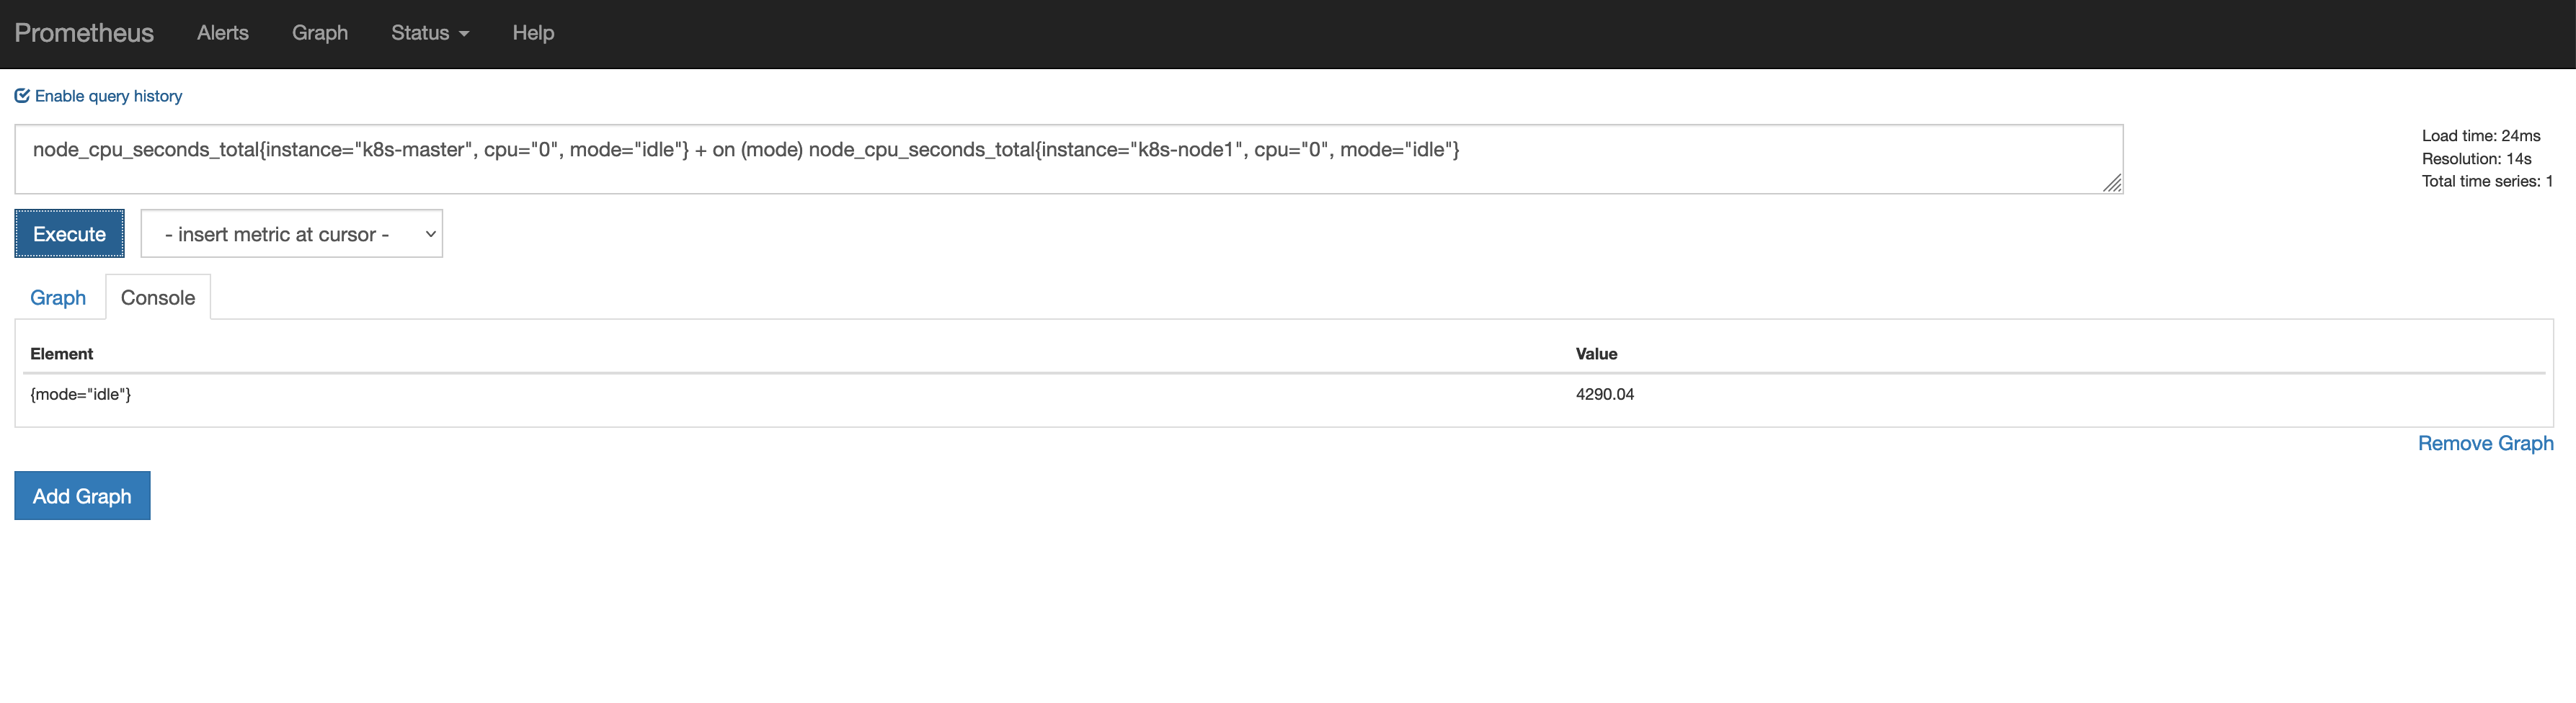 Prometheus Alerts Graph Status Help
Enable query history
node_cpu_seconds_total{instance="k8s-master", cpu="0", mode="idle"} + on (mode) node_cpu_seconds_total{instance="k8s-node1", cpu="0", mode="idle"}
Load time: 24ms
Resolution: 14s
Total time series: 1
Execute - insert metric at cursor -
Graph Console
Element Value
{mode="idle"} 4290.04
Remove Graph
Add Graph